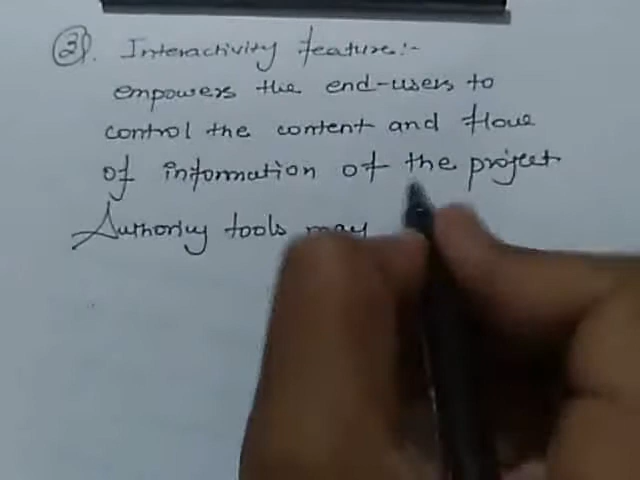 3). Interactivity feature:-
empowers the end-users to
control the content and flow
of information of the project
Authoring tools may